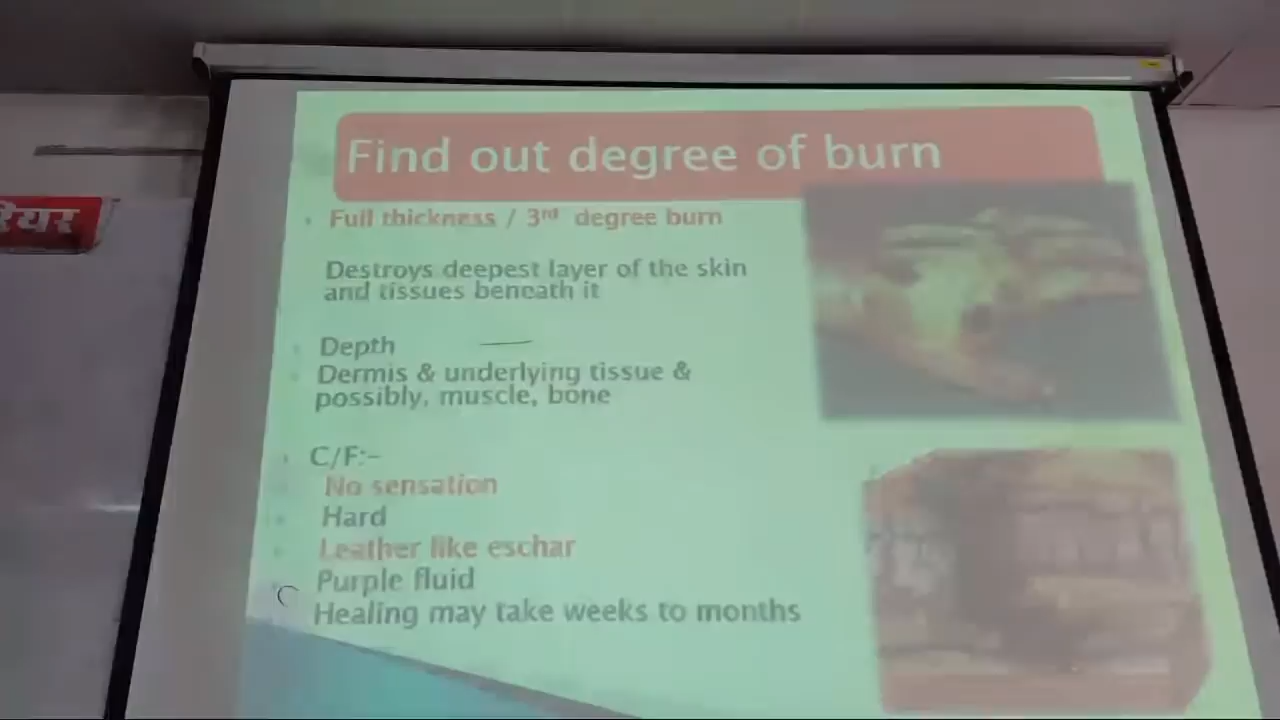 Find out degree of burn
रियर
Full thickness / 3rd degree burn
Destroys deepest layer of the skin
and tissues beneath it
Depth
Dermis & underlying tissue &
possibly, muscle, bone
C/F:-
No sensation
Hard
Leather like eschar
Purple fluid
Healing may take weeks to months